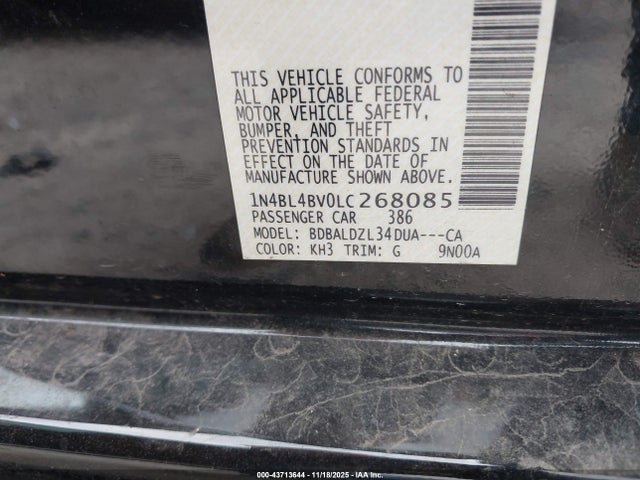 THIS VEHICLE CONFORMS TO
ALL APPLICABLE FEDERAL
MOTOR VEHICLE SAFETY,
BUMPER, AND THEFT
PREVENTION STANDARDS IN
EFFECT ON THE DATE OF
MANUFACTURE SHOWN ABOVE.
1N4BL4BV0LC268085
PASSENGER CAR 386
MODEL: BDBALDZL34DUA---CA
COLOR: KH3 TRIM: G 9N00A
000-43713644 - 11/18/2025 - IAA Inc.